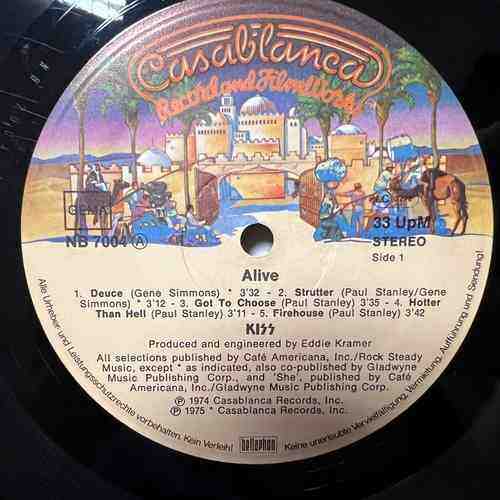 Casablanca
Record and FilmWorks
GEMA
NB 7004 Ⓐ
33 UpM
STEREO
Side 1
Alive
1. Deuce (Gene Simmons) * 3'32 - 2. Strutter (Paul Stanley/Gene
Simmons) * 3'12 - 3. Got To Choose (Paul Stanley) 3'35 - 4. Hotter
Than Hell (Paul Stanley) 3'11 - 5. Firehouse (Paul Stanley) 3'42
KISS
Produced and engineered by Eddie Kramer
All selections published by Café Americana, Inc./Rock Steady
Music, except * as indicated, also co-published by Gladwyne
Music Publishing Corp., and 'She', published by Café
Americana, Inc./Gladwyne Music Publishing Corp.
Ⓟ 1974 Casablanca Records, Inc.
Ⓟ 1975 * Casablanca Records, Inc.
Alle Urheber- und Leistungsschutzrechte vorbehalten. Kein Verleih!
bellaphon
Keine unerlaubte Vervielfältigung, Vermietung, Aufführung und Sendung!